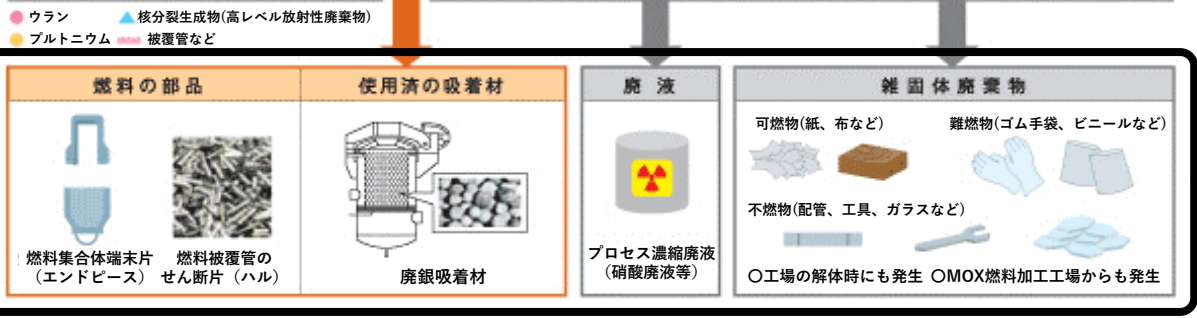 ウラン
核分裂生成物(高レベル放射性廃棄物)
プルトニウム
被覆管など
燃料の部品
使用済の吸着材
廃液
雑固体廃棄物
燃料集合体端末片
（エンドピース）
燃料被覆管の
せん断片（ハル）
廃銀吸着材
プロセス濃縮廃液
（硝酸廃液等）
可燃物(紙、布など)
難燃物(ゴム手袋、ビニールなど)
不燃物(配管、工具、ガラスなど)
〇工場の解体時にも発生
〇MOX燃料加工工場からも発生